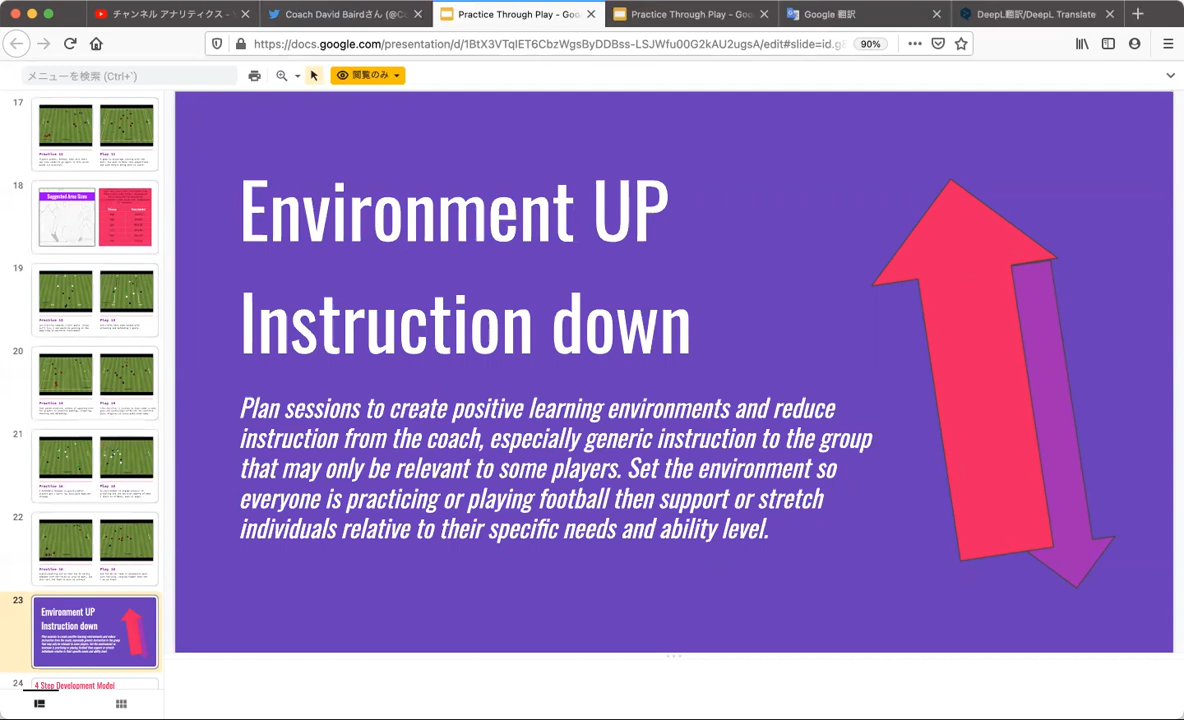 チャンネル アナリティクス -
Coach David Bairdさん (@C
Practice Through Play - Goo
Practice Through Play - Goo
Google 翻訳
DeepL翻訳/DeepL Translate
https://docs.google.com/presentation/d/1BtX3VTqIET6CbzWgsByDDBss-LSJWfu00G2kAU2ugsA/edit#slide=id.g8
90%
メニューを検索 (Ctrl+`)
閲覧のみ
17
18
Suggested Area Sizes
19
20
21
22
23
Environment UP
Instruction down
24
4 Step Development Model
Environment UP
Instruction down
Plan sessions to create positive learning environments and reduce
instruction from the coach, especially generic instruction to the group
that may only be relevant to some players. Set the environment so
everyone is practicing or playing football then support or stretch
individuals relative to their specific needs and ability level.